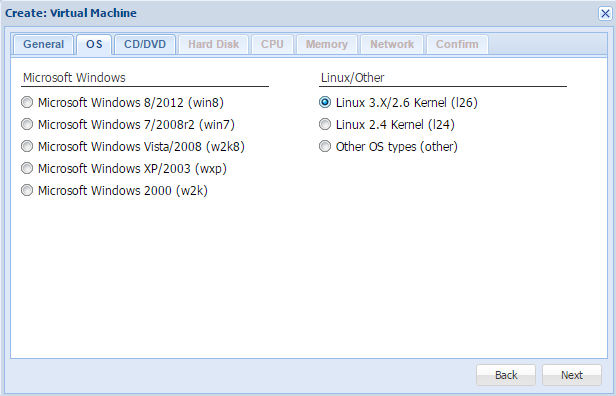 Create: Virtual Machine
General OS CD/DVD Hard Disk CPU Memory Network Confirm
Microsoft Windows
Microsoft Windows 8/2012 (win8)
Microsoft Windows 7/2008r2 (win7)
Microsoft Windows Vista/2008 (w2k8)
Microsoft Windows XP/2003 (wxp)
Microsoft Windows 2000 (w2k)
Linux/Other
Linux 3.X/2.6 Kernel (l26)
Linux 2.4 Kernel (l24)
Other OS types (other)
Back Next